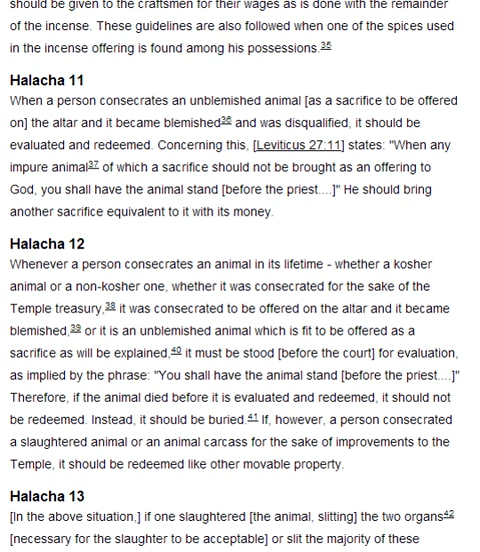 should be given to the craftsmen for their wages as is done with the remainder
of the incense. These guidelines are also followed when one of the spices used
in the incense offering is found among his possessions.35
Halacha 11
When a person consecrates an unblemished animal [as a sacrifice to be offered
on] the altar and it became blemished36 and was disqualified, it should be
evaluated and redeemed. Concerning this, [Leviticus 27:11] states: "When any
impure animal37 of which a sacrifice should not be brought as an offering to
God, you shall have the animal stand [before the priest....]" He should bring
another sacrifice equivalent to it with its money.
Halacha 12
Whenever a person consecrates an animal in its lifetime - whether a kosher
animal or a non-kosher one, whether it was consecrated for the sake of the
Temple treasury,38 it was consecrated to be offered on the altar and it became
blemished,39 or it is an unblemished animal which is fit to be offered as a
sacrifice as will be explained,40 it must be stood [before the court] for evaluation,
as implied by the phrase: "You shall have the animal stand [before the priest....]"
Therefore, if the animal died before it is evaluated and redeemed, it should not
be redeemed. Instead, it should be buried.41 If, however, a person consecrated
a slaughtered animal or an animal carcass for the sake of improvements to the
Temple, it should be redeemed like other movable property.
Halacha 13
[In the above situation,] if one slaughtered [the animal, slitting] the two organs42
[necessary for the slaughter to be acceptable] or slit the majority of these